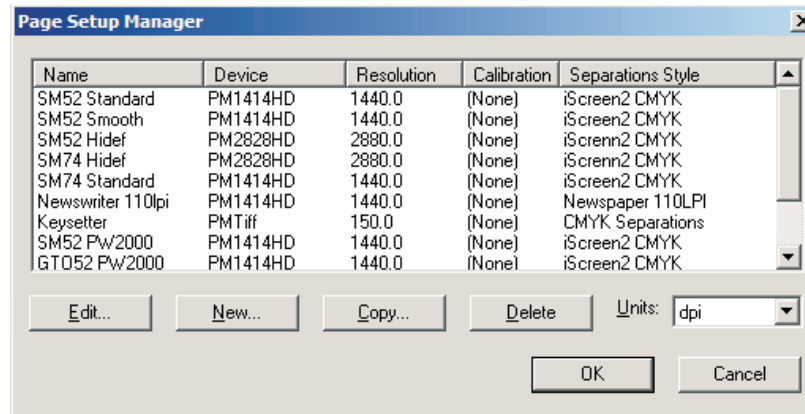 Page Setup Manager
Name Device Resolution Calibration Separations Style
SM52 Standard PM1414HD 1440.0 (None) iScreen2 CMYK
SM52 Smooth PM1414HD 1440.0 (None) iScreen2 CMYK
SM52 Hidef PM2828HD 2880.0 (None) iScrenn2 CMYK
SM74 Hidef PM2828HD 2880.0 (None) iScrenn2 CMYK
SM74 Standard PM1414HD 1440.0 (None) iScreen2 CMYK
Newswriter 110lpi PM1414HD 1440.0 (None) Newspaper 110LPI
Keysetter PMTiff 150.0 (None) CMYK Separations
SM52 PW2000 PM1414HD 1440.0 (None) iScreen2 CMYK
GTO52 PW2000 PM1414HD 1440.0 (None) iScreen2 CMYK
Edit... New... Copy... Delete Units: dpi
OK Cancel